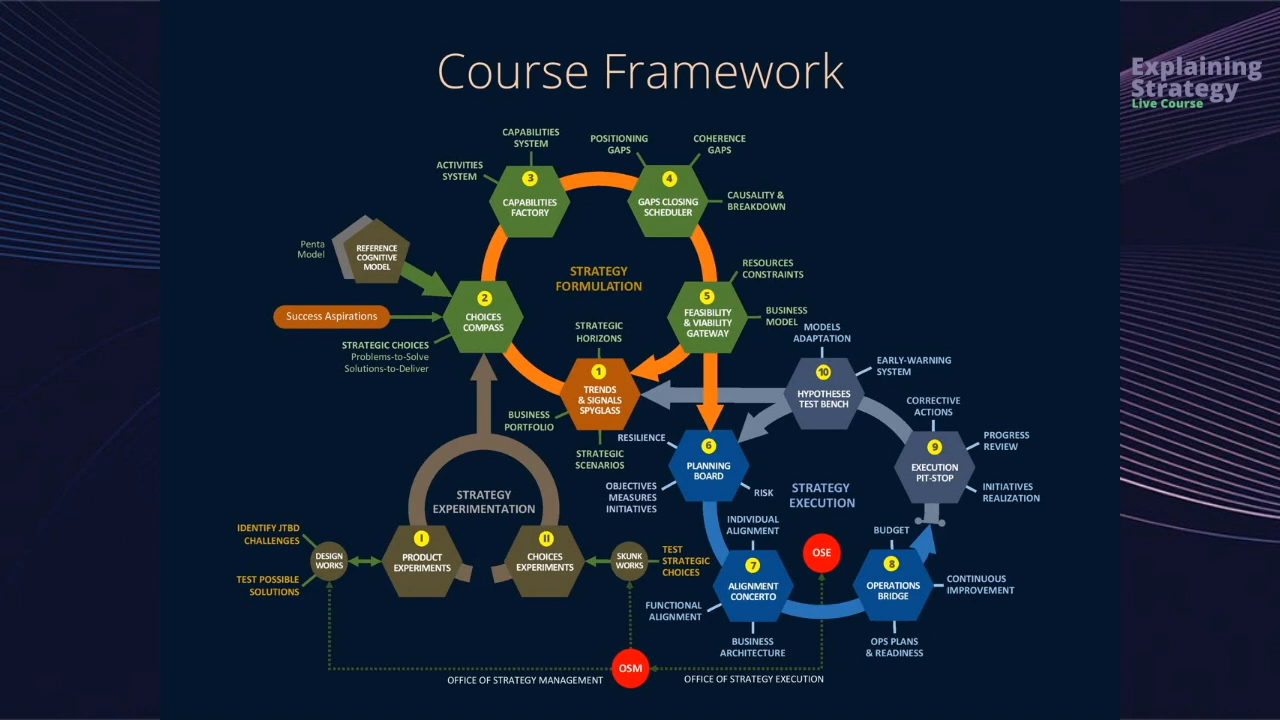 Course Framework
Explaining
Strategy
Live Course
CAPABILITIES
SYSTEM
POSITIONING
GAPS
COHERENCE
GAPS
ACTIVITIES
SYSTEM
3
CAPABILITIES
FACTORY
4
GAPS CLOSING
SCHEDULER
CAUSALITY &
BREAKDOWN
Penta
Model
REFERENCE
COGNITIVE
MODEL
STRATEGY
FORMULATION
RESOURCES
CONSTRAINTS
Success Aspirations
2
CHOICES
COMPASS
5
FEASIBILITY
& VIABILITY
GATEWAY
BUSINESS
MODEL
STRATEGIC CHOICES
Problems-to-Solve
Solutions-to-Deliver
STRATEGIC
HORIZONS
MODELS
ADAPTATION
1
TRENDS
& SIGNALS
SPYGLASS
10
HYPOTHESES
TEST BENCH
EARLY-WARNING
SYSTEM
BUSINESS
PORTFOLIO
STRATEGIC
SCENARIOS
CORRECTIVE
ACTIONS
RESILIENCE
6
PLANNING
BOARD
9
EXECUTION
PIT-STOP
PROGRESS
REVIEW
OBJECTIVES
MEASURES
INITIATIVES
RISK
STRATEGY
EXECUTION
INITIATIVES
REALIZATION
STRATEGY
EXPERIMENTATION
IDENTIFY JTBD
CHALLENGES
DESIGN
WORKS
TEST POSSIBLE
SOLUTIONS
I
PRODUCT
EXPERIMENTS
II
CHOICES
EXPERIMENTS
SKUNK
WORKS
TEST
STRATEGIC
CHOICES
INDIVIDUAL
ALIGNMENT
OSE
BUDGET
7
ALIGNMENT
CONCERTO
8
OPERATIONS
BRIDGE
CONTINUOUS
IMPROVEMENT
FUNCTIONAL
ALIGNMENT
BUSINESS
ARCHITECTURE
OPS PLANS
& READINESS
OSM
OFFICE OF STRATEGY MANAGEMENT
OFFICE OF STRATEGY EXECUTION